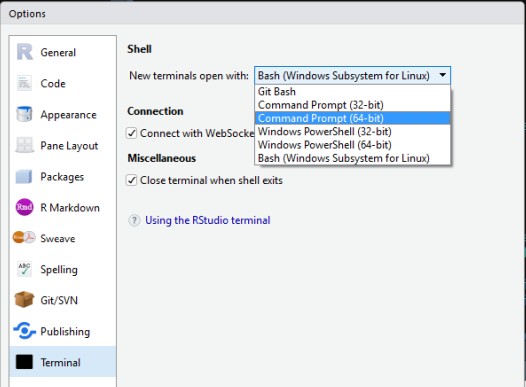 Options
R General
Code
Appearance
Pane Layout
Packages
Rmd R Markdown
Sweave
ABC Spelling
Git/SVN
Publishing
Terminal
Shell
New terminals open with: Bash (Windows Subsystem for Linux)
Git Bash
Command Prompt (32-bit)
Command Prompt (64-bit)
Windows PowerShell (32-bit)
Windows PowerShell (64-bit)
Bash (Windows Subsystem for Linux)
Connection
Connect with WebSocke
Miscellaneous
Close terminal when shell exits
? Using the RStudio terminal